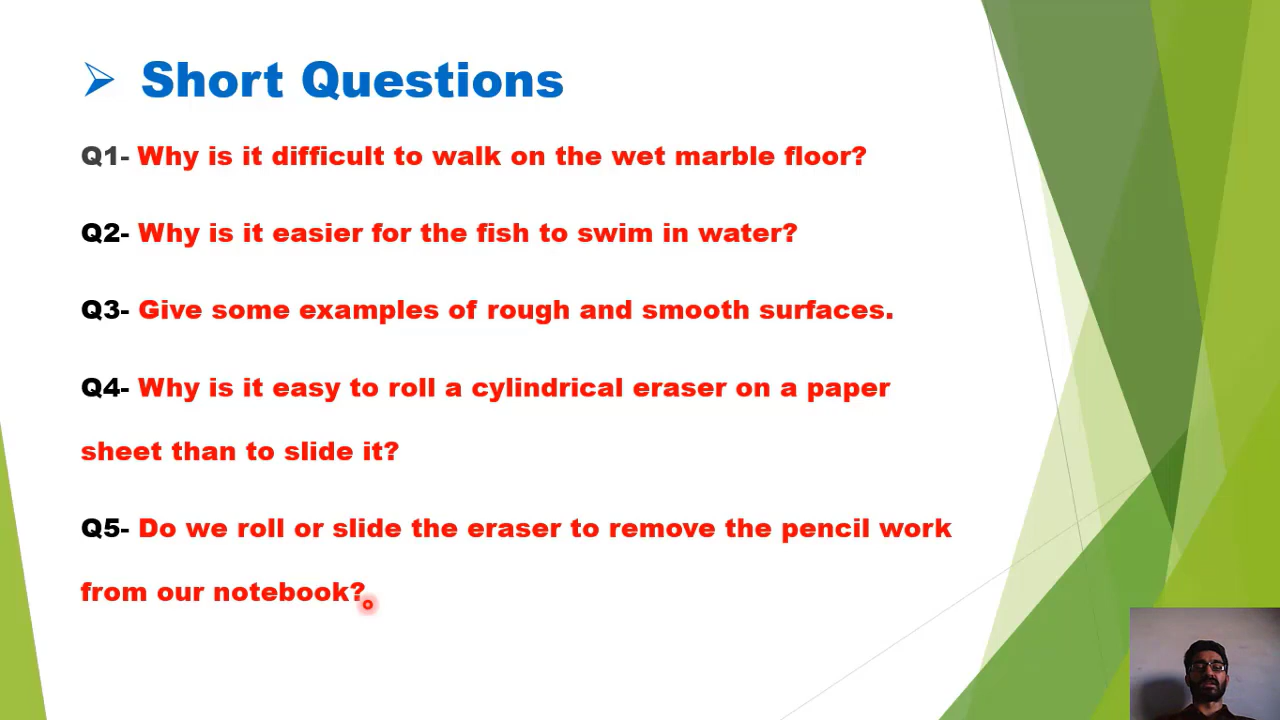 Short Questions
Q1- Why is it difficult to walk on the wet marble floor?
Q2- Why is it easier for the fish to swim in water?
Q3- Give some examples of rough and smooth surfaces.
Q4- Why is it easy to roll a cylindrical eraser on a paper
sheet than to slide it?
Q5- Do we roll or slide the eraser to remove the pencil work
from our notebook?